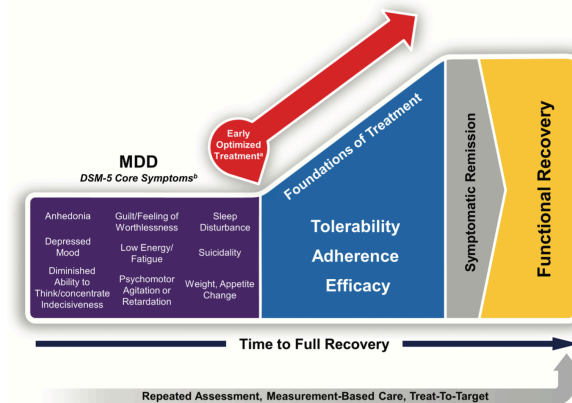 Early
Optimized
Treatmentᵃ
MDD
DSM-5 Core Symptomsᵇ
Anhedonia
Depressed
Mood
Diminished
Ability to
Think/concentrate
Indecisiveness
Guilt/Feeling of
Worthlessness
Low Energy/
Fatigue
Psychomotor
Agitation or
Retardation
Sleep
Disturbance
Suicidality
Weight, Appetite
Change
Foundations of Treatment
Tolerability
Adherence
Efficacy
Symptomatic Remission
Functional Recovery
Time to Full Recovery
Repeated Assessment, Measurement-Based Care, Treat-To-Target